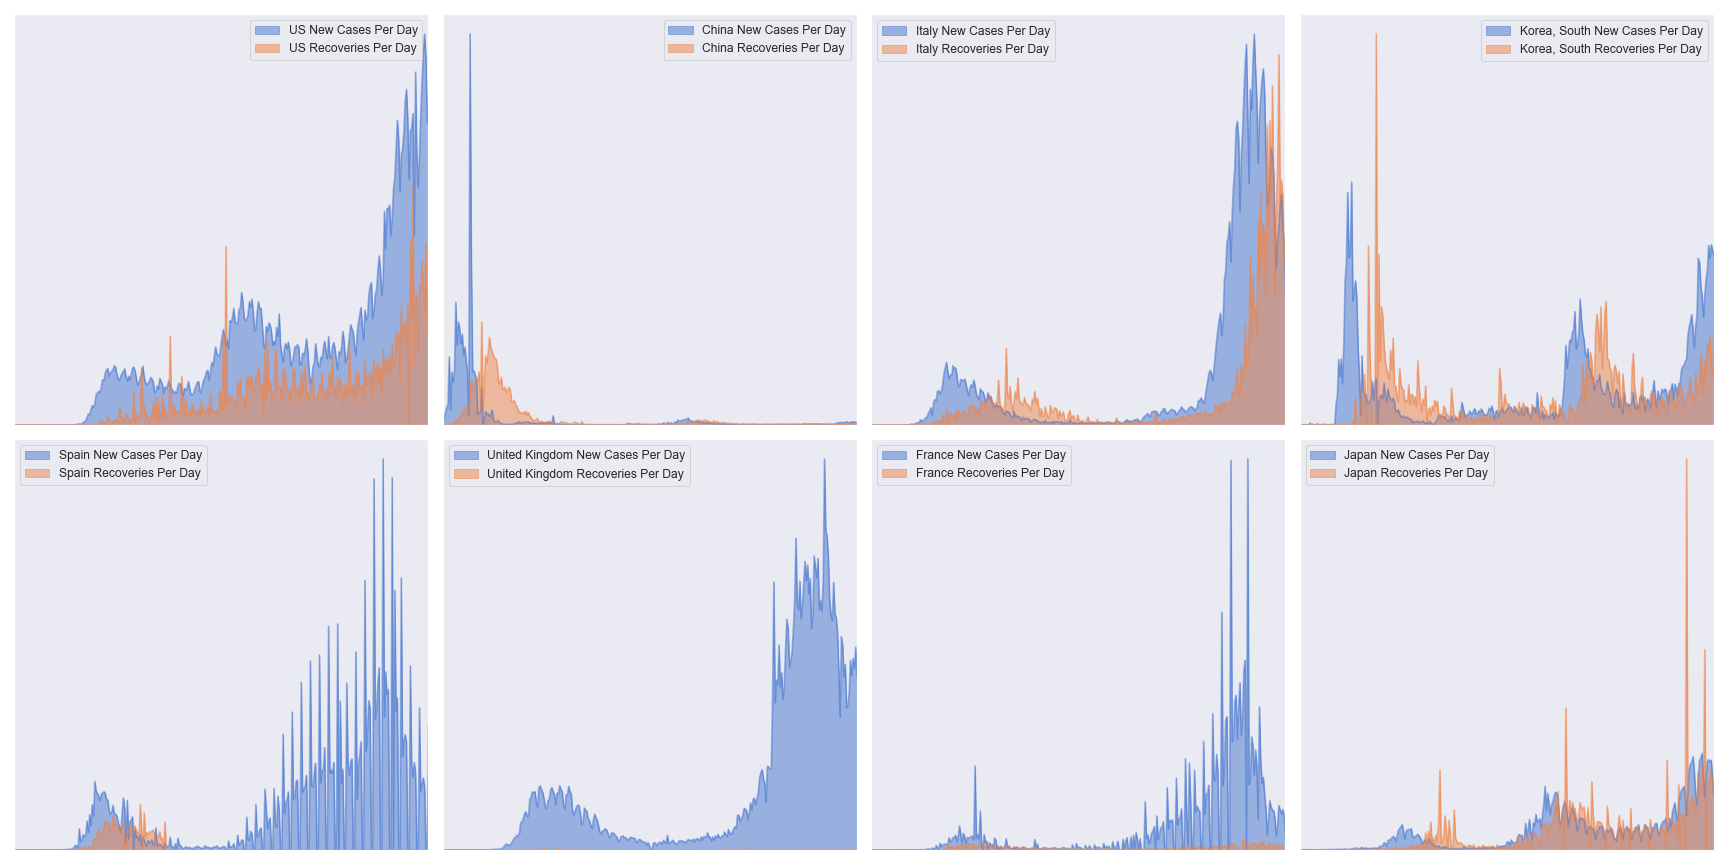 US New Cases Per Day
US Recoveries Per Day
China New Cases Per Day
China Recoveries Per Day
Italy New Cases Per Day
Italy Recoveries Per Day
Korea, South New Cases Per Day
Korea, South Recoveries Per Day
Spain New Cases Per Day
Spain Recoveries Per Day
United Kingdom New Cases Per Day
United Kingdom Recoveries Per Day
France New Cases Per Day
France Recoveries Per Day
Japan New Cases Per Day
Japan Recoveries Per Day